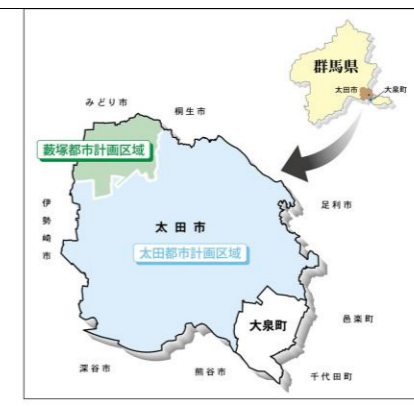 群馬県
太田市
大泉町
みどり市
桐生市
藪塚都市計画区域
伊勢崎市
足利市
太田市
太田都市計画区域
大泉町
邑楽町
深谷市
熊谷市
千代田町